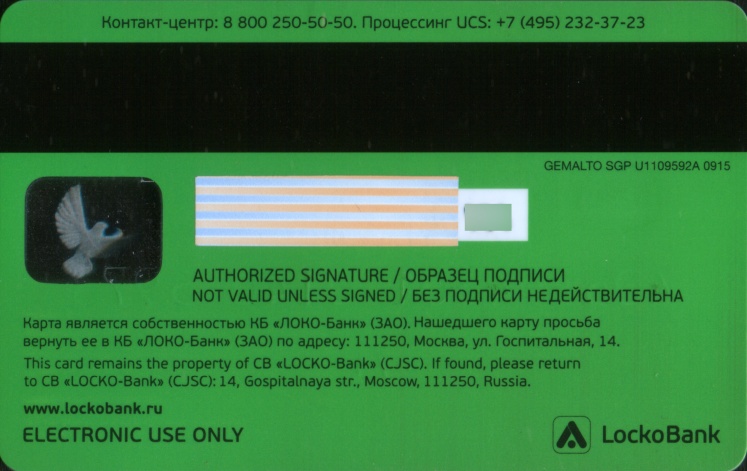 Контакт-центр: 8 800 250-50-50. Процессинг UCS: +7 (495) 232-37-23
GEMALTO SGP U1109592A 0915
AUTHORIZED SIGNATURE / ОБРАЗЕЦ ПОДПИСИ
NOT VALID UNLESS SIGNED / БЕЗ ПОДПИСИ НЕДЕЙСТВИТЕЛЬНА
Карта является собственностью КБ «ЛОКО-Банк» (ЗАО). Нашедшего карту просьба
вернуть ее в КБ «ЛОКО-Банк» (ЗАО) по адресу: 111250, Москва, ул. Госпитальная, 14.
This card remains the property of CB «LOCKO-Bank» (CJSC). If found, please return
to CB «LOCKO-Bank» (CJSC): 14, Gospitalnaya str., Moscow, 111250, Russia.
www.lockobank.ru
ELECTRONIC USE ONLY
LockoBank